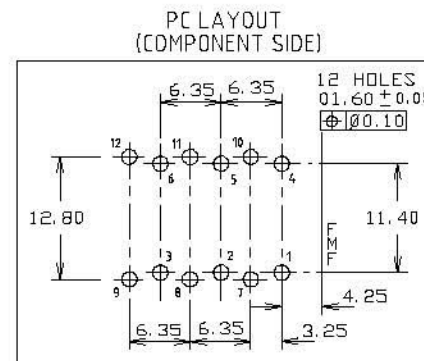 PC LAYOUT
(COMPONENT SIDE)
6.35 6.35
12 HOLES
Ø1.60 ± 0.05
⌖ Ø0.10
12 11 10
6 5 4
12.80
11.40
FMF
3 2 1
9 8 7
4.25
6.35 6.35
3.25